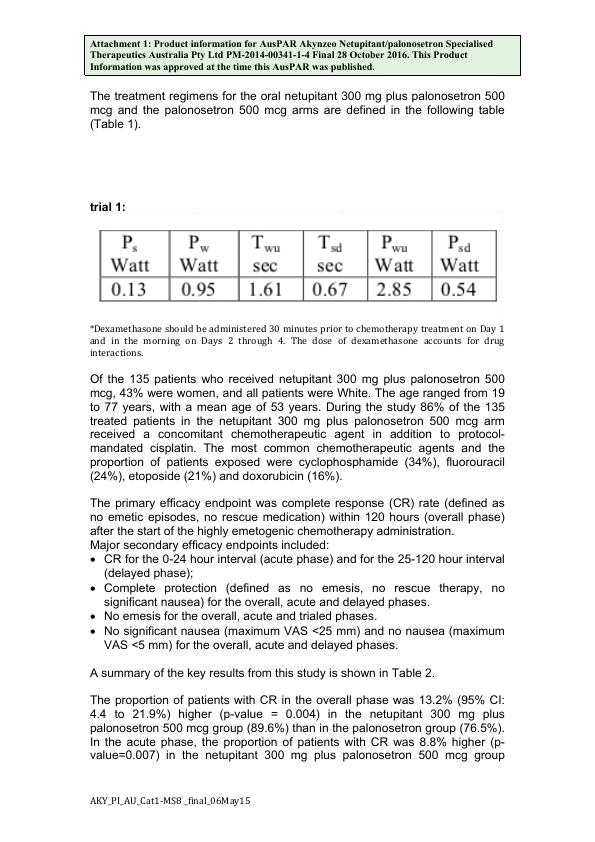 Attachment 1: Product information for AusPAR Akynzeo Netupitant/palonosetron Specialised
Therapeutics Australia Pty Ltd PM-2014-00341-1-4 Final 28 October 2016. This Product
Information was approved at the time this AusPAR was published.
The treatment regimens for the oral netupitant 300 mg plus palonosetron 500
mcg and the palonosetron 500 mcg arms are defined in the following table
(Table 1).
trial 1:
Ps Pw Twu Tsd Pwu Psd
Watt Watt sec sec Watt Watt
0.13 0.95 1.61 0.67 2.85 0.54
*Dexamethasone should be administered 30 minutes prior to chemotherapy treatment on Day 1
and in the morning on Days 2 through 4. The dose of dexamethasone accounts for drug
interactions.
Of the 135 patients who received netupitant 300 mg plus palonosetron 500
mcg, 43% were women, and all patients were White. The age ranged from 19
to 77 years, with a mean age of 53 years. During the study 86% of the 135
treated patients in the netupitant 300 mg plus palonosetron 500 mcg arm
received a concomitant chemotherapeutic agent in addition to protocol-
mandated cisplatin. The most common chemotherapeutic agents and the
proportion of patients exposed were cyclophosphamide (34%), fluorouracil
(24%), etoposide (21%) and doxorubicin (16%).
The primary efficacy endpoint was complete response (CR) rate (defined as
no emetic episodes, no rescue medication) within 120 hours (overall phase)
after the start of the highly emetogenic chemotherapy administration.
Major secondary efficacy endpoints included:
• CR for the 0-24 hour interval (acute phase) and for the 25-120 hour interval
(delayed phase);
• Complete protection (defined as no emesis, no rescue therapy, no
significant nausea) for the overall, acute and delayed phases.
• No emesis for the overall, acute and trialed phases.
• No significant nausea (maximum VAS <25 mm) and no nausea (maximum
VAS <5 mm) for the overall, acute and delayed phases.
A summary of the key results from this study is shown in Table 2.
The proportion of patients with CR in the overall phase was 13.2% (95% CI:
4.4 to 21.9%) higher (p-value = 0.004) in the netupitant 300 mg plus
palonosetron 500 mcg group (89.6%) than in the palonosetron group (76.5%).
In the acute phase, the proportion of patients with CR was 8.8% higher (p-
value=0.007) in the netupitant 300 mg plus palonosetron 500 mcg group
AKY_PI_AU_Cat1-MS8 _final_06May15